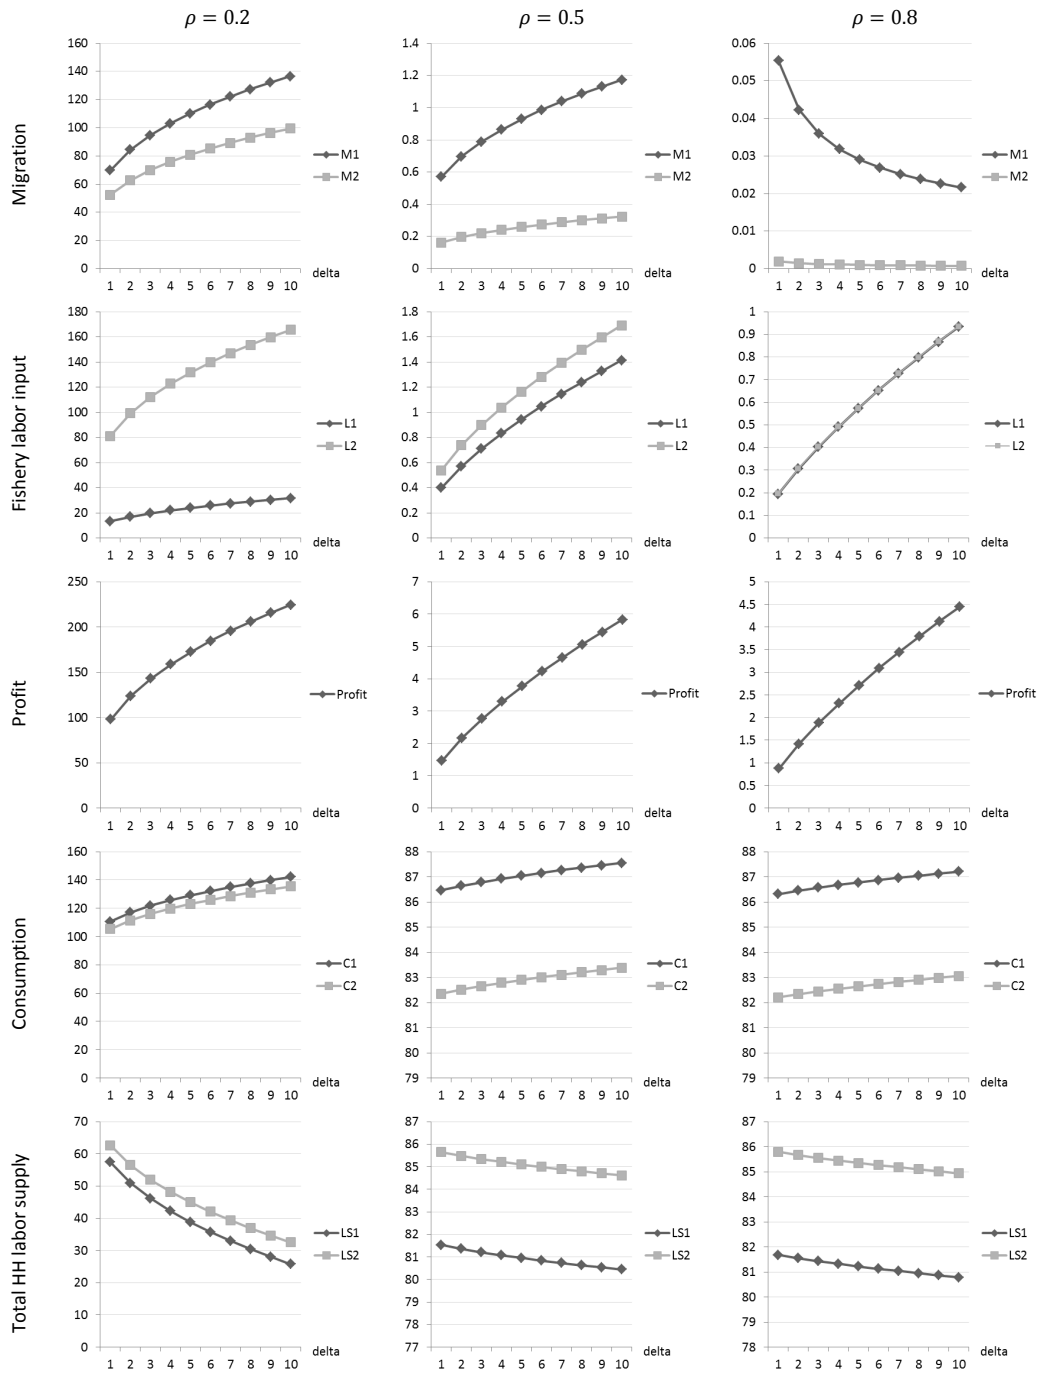 ρ = 0.2 ρ = 0.5 ρ = 0.8
Migration
160
140
120
100
80
60
40
20
0
1 2 3 4 5 6 7 8 9 10
delta
M1
M2
1.4
1.2
1
0.8
0.6
0.4
0.2
0
1 2 3 4 5 6 7 8 9 10
delta
M1
M2
0.06
0.05
0.04
0.03
0.02
0.01
0
1 2 3 4 5 6 7 8 9 10
delta
M1
M2
Fishery labor input
180
160
140
120
100
80
60
40
20
0
1 2 3 4 5 6 7 8 9 10
delta
L1
L2
1.8
1.6
1.4
1.2
1
0.8
0.6
0.4
0.2
0
1 2 3 4 5 6 7 8 9 10
delta
L1
L2
1
0.9
0.8
0.7
0.6
0.5
0.4
0.3
0.2
0.1
0
1 2 3 4 5 6 7 8 9 10
delta
L1
L2
Profit
250
200
150
100
50
0
1 2 3 4 5 6 7 8 9 10
delta
Profit
7
6
5
4
3
2
1
0
1 2 3 4 5 6 7 8 9 10
delta
Profit
5
4.5
4
3.5
3
2.5
2
1.5
1
0.5
0
1 2 3 4 5 6 7 8 9 10
delta
Profit
Consumption
160
140
120
100
80
60
40
20
0
1 2 3 4 5 6 7 8 9 10
delta
C1
C2
88
87
86
85
84
83
82
81
80
79
1 2 3 4 5 6 7 8 9 10
delta
C1
C2
88
87
86
85
84
83
82
81
80
79
1 2 3 4 5 6 7 8 9 10
delta
C1
C2
Total HH labor supply
70
60
50
40
30
20
10
0
1 2 3 4 5 6 7 8 9 10
delta
LS1
LS2
87
86
85
84
83
82
81
80
79
78
77
1 2 3 4 5 6 7 8 9 10
delta
LS1
LS2
87
86
85
84
83
82
81
80
79
78
1 2 3 4 5 6 7 8 9 10
delta
LS1
LS2